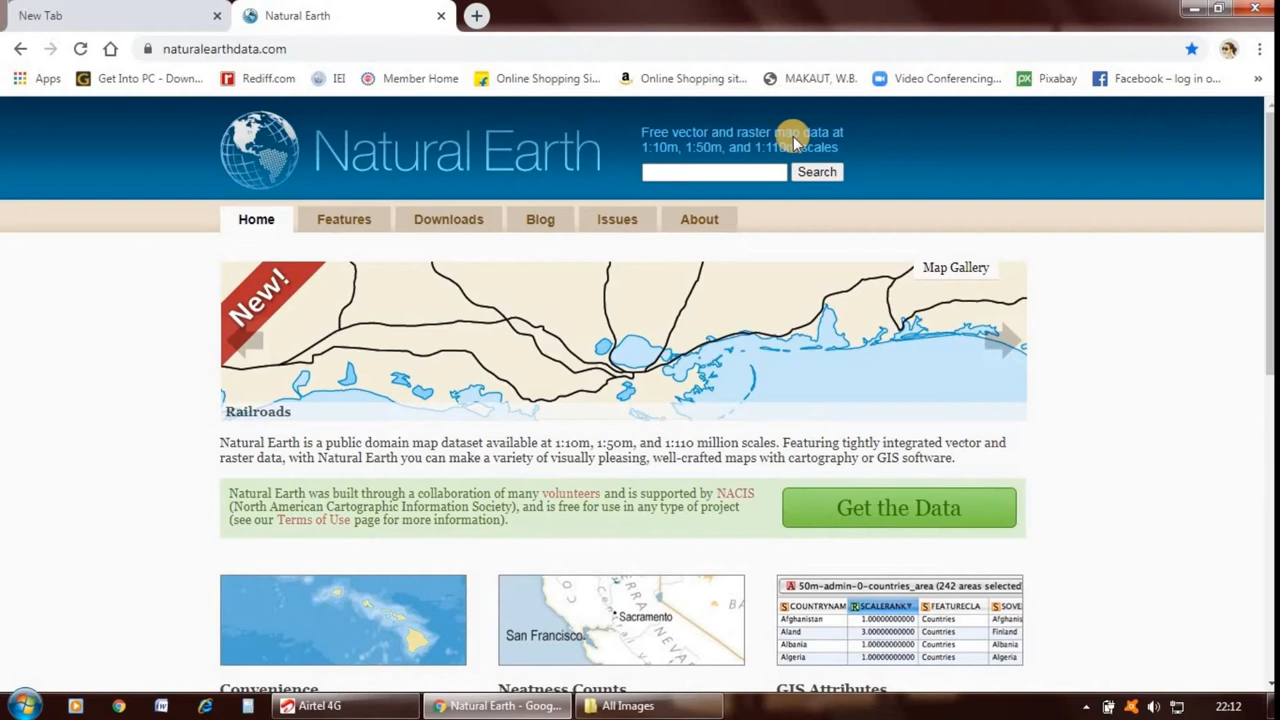 New Tab
Natural Earth
naturalearthdata.com
Apps
Get Into PC - Down...
Rediff.com
IEI
Member Home
Online Shopping Si...
Online Shopping sit...
MAKAUT, W.B.
Video Conferencing...
Pixabay
Facebook – log in o...
»
Natural Earth
Free vector and raster map data at
1:10m, 1:50m, and 1:110m scales
Search
Home
Features
Downloads
Blog
Issues
About
New!
Map Gallery
Railroads
Natural Earth is a public domain map dataset available at 1:10m, 1:50m, and 1:110 million scales. Featuring tightly integrated vector and
raster data, with Natural Earth you can make a variety of visually pleasing, well-crafted maps with cartography or GIS software.
Natural Earth was built through a collaboration of many volunteers and is supported by NACIS
(North American Cartographic Information Society), and is free for use in any type of project
(see our Terms of Use page for more information).
Get the Data
San Francisco
Sacramento
NEVA
50m-admin-0-countries_area (242 areas selected
COUNTRYNAM SCALERANK FEATURECLA SOVE
Afghanistan 1.00000000000 Countries Afghanis
Aland 3.00000000000 Countries Finland
Albania 1.00000000000 Countries Albania
Algeria 1.00000000000 Countries Algeria
Convenience
Neatness Counts
GIS Attributes
Airtel 4G
Natural Earth - Goog...
All Images
22:12